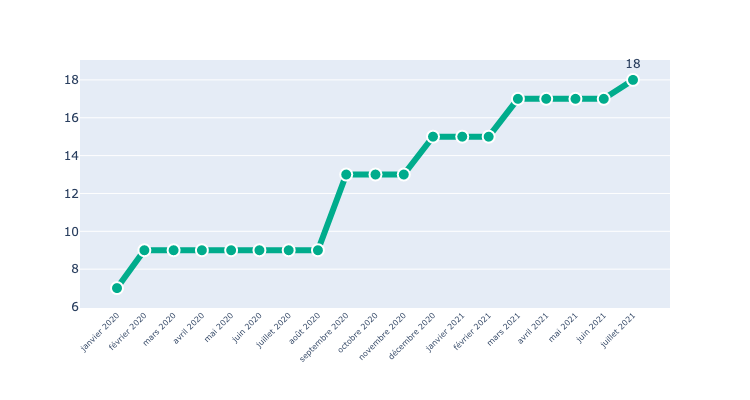 18
18
16
14
12
10
8
6
janvier 2020
février 2020
mars 2020
avril 2020
mai 2020
juin 2020
juillet 2020
août 2020
septembre 2020
octobre 2020
novembre 2020
décembre 2020
janvier 2021
février 2021
mars 2021
avril 2021
mai 2021
juin 2021
juillet 2021